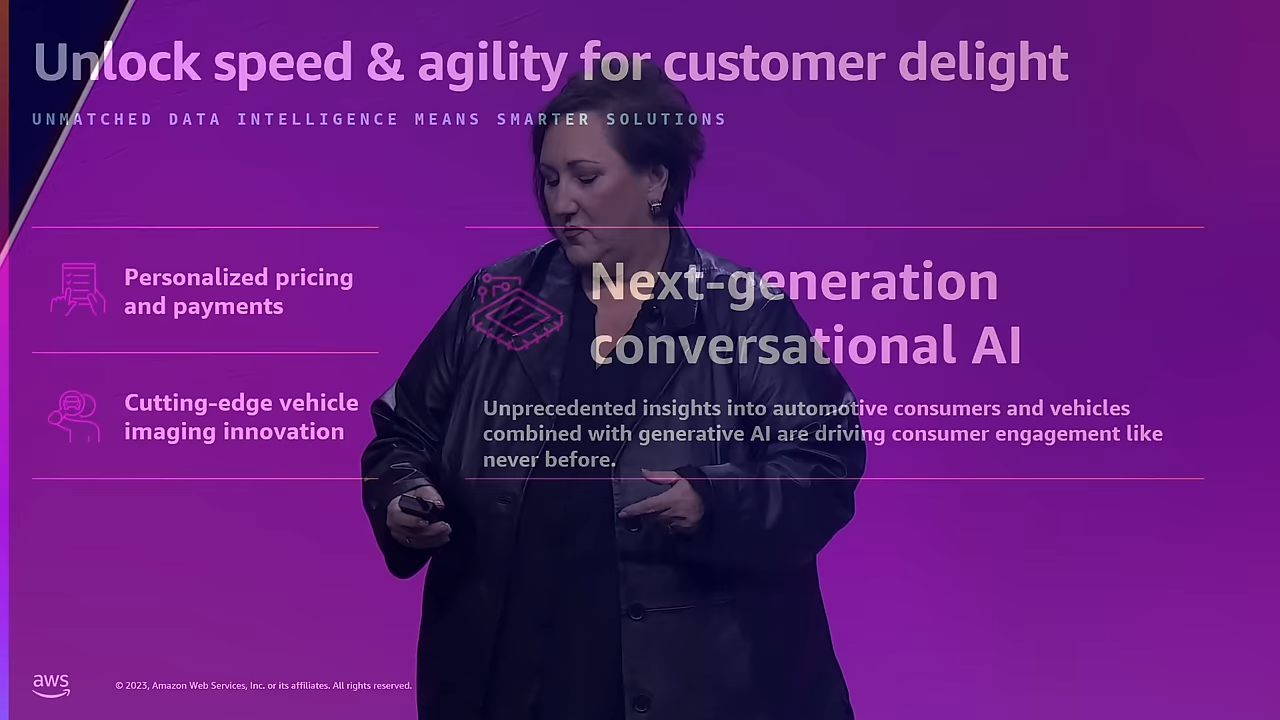 Unlock speed & agility for customer delight
UNMATCHED DATA INTELLIGENCE MEANS SMARTER SOLUTIONS
Personalized pricing
and payments
Cutting-edge vehicle
imaging innovation
Next-generation
conversational AI
Unprecedented insights into automotive consumers and vehicles
combined with generative AI are driving consumer engagement like
never before.
aws
© 2023, Amazon Web Services, Inc. or its affiliates. All rights reserved.